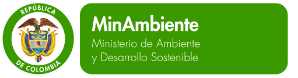 REPÚBLICA
DE COLOMBIA
MinAmbiente
Ministerio de Ambiente
y Desarrollo Sostenible